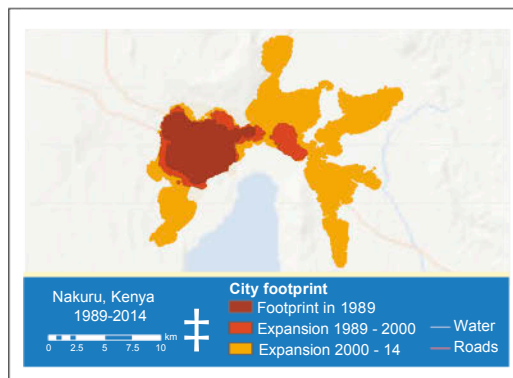 Nakuru, Kenya
1989-2014
km
0 2.5 5 7.5 10
City footprint
Footprint in 1989
Expansion 1989 - 2000
Expansion 2000 - 14
Water
Roads